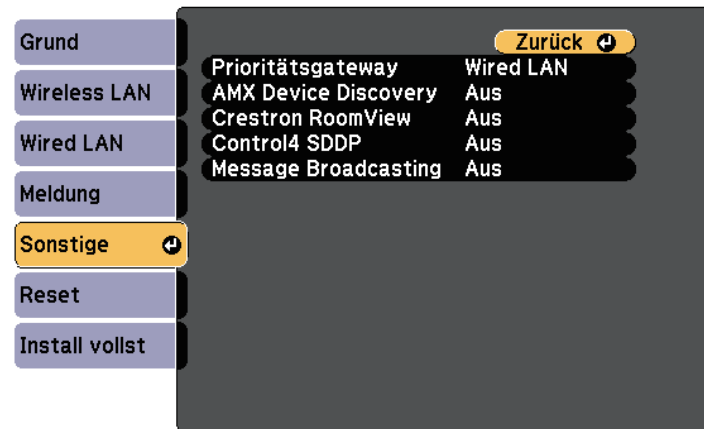 Grund
Wireless LAN
Wired LAN
Meldung
Sonstige
Reset
Install vollst
Zurück
Prioritätsgateway Wired LAN
AMX Device Discovery Aus
Crestron RoomView Aus
Control4 SDDP Aus
Message Broadcasting Aus